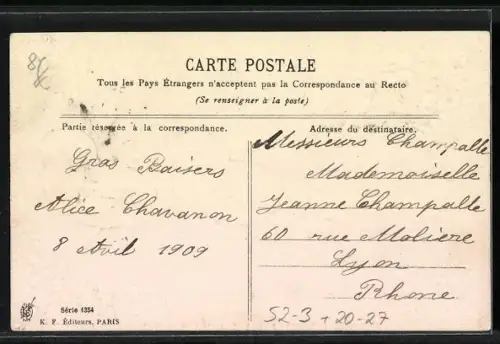 CARTE POSTALE
Tous les Pays Étrangers n'acceptent pas la Correspondance au Recto
(Se renseigner à la poste)
Partie réservée à la correspondance.
Gros Baisers
Alice Chavanon
8 Avil 1909
Adresse du destinataire.
Messieurs Champalle
Mademoiselle
Jeanne Champalle
60 rue Moliere
Lyon
Rhone
Série 1354
K. F. Éditeurs, PARIS
52-3 + 20-27